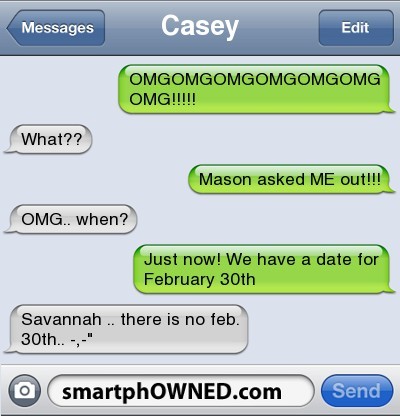 Messages
Casey
Edit
OMGOMGOMGOMGOMGOMG
OMG!!!!!
What??
Mason asked ME out!!!
OMG.. when?
Just now! We have a date for
February 30th
Savannah .. there is no feb.
30th.. -,-"
smartphOWNED.com
Send